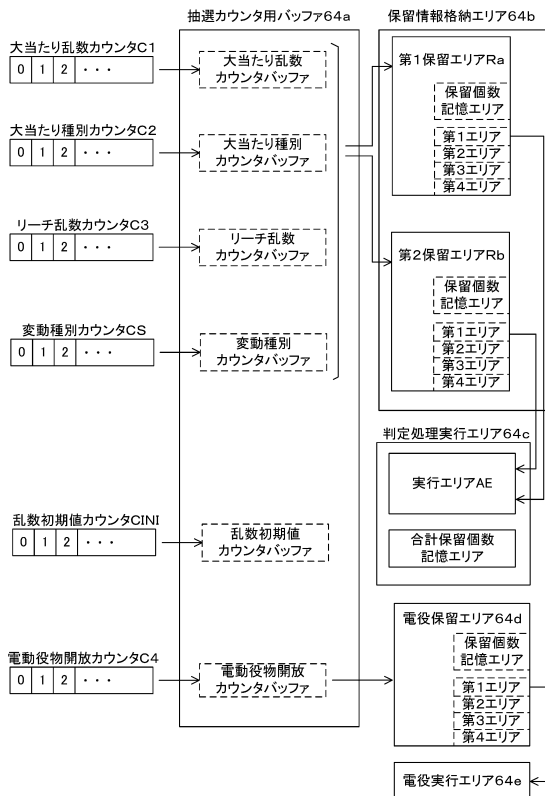 抽選カウンタ用バッファ64a
保留情報格納エリア64b
大当たり乱数カウンタC1
0 1 2 ・・・
大当たり乱数
カウンタバッファ
大当たり種別カウンタC2
0 1 2 ・・・
大当たり種別
カウンタバッファ
リーチ乱数カウンタC3
0 1 2 ・・・
リーチ乱数
カウンタバッファ
変動種別カウンタCS
0 1 2 ・・・
変動種別
カウンタバッファ
第1保留エリアRa
保留個数
記憶エリア
第1エリア
第2エリア
第3エリア
第4エリア
第2保留エリアRb
保留個数
記憶エリア
第1エリア
第2エリア
第3エリア
第4エリア
判定処理実行エリア64c
実行エリアAE
合計保留個数
記憶エリア
乱数初期値カウンタCINI
0 1 2 ・・・
乱数初期値
カウンタバッファ
電動役物開放カウンタC4
0 1 2 ・・・
電動役物開放
カウンタバッファ
電役保留エリア64d
保留個数
記憶エリア
第1エリア
第2エリア
第3エリア
第4エリア
電役実行エリア64e